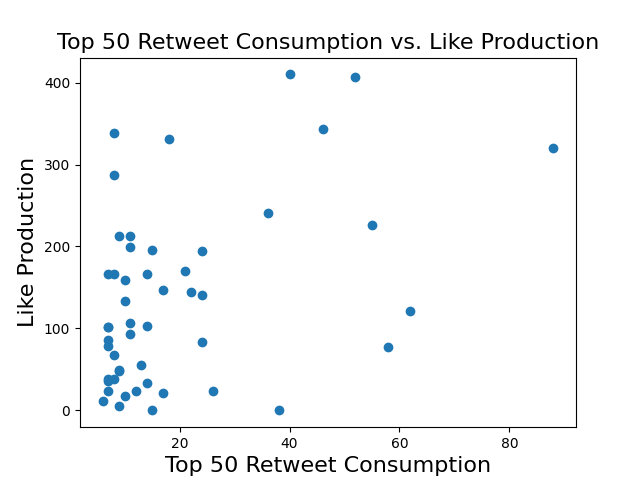 Top 50 Retweet Consumption vs. Like Production
400
300
200
100
0
20 40 60 80
Like Production
Top 50 Retweet Consumption